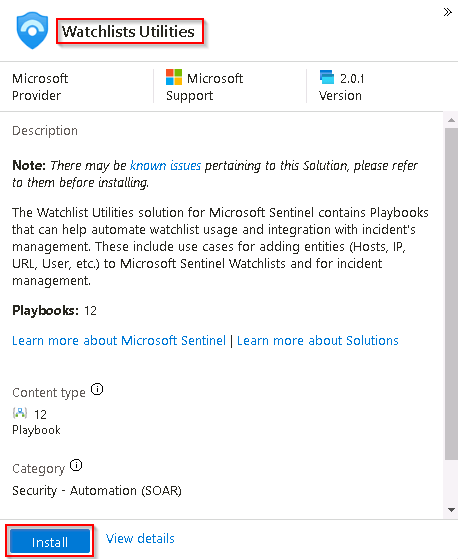 Watchlists Utilities
Microsoft
Provider
Microsoft
Support
2.0.1
Version
Description
Note: There may be known issues pertaining to this Solution, please refer
to them before installing.
The Watchlist Utilities solution for Microsoft Sentinel contains Playbooks
that can help automate watchlist usage and integration with incident's
management. These include use cases for adding entities (Hosts, IP,
URL, User, etc.) to Microsoft Sentinel Watchlists and for incident
management.
Playbooks: 12
Learn more about Microsoft Sentinel | Learn more about Solutions
Content type
12
Playbook
Category
Security - Automation (SOAR)
Install
View details